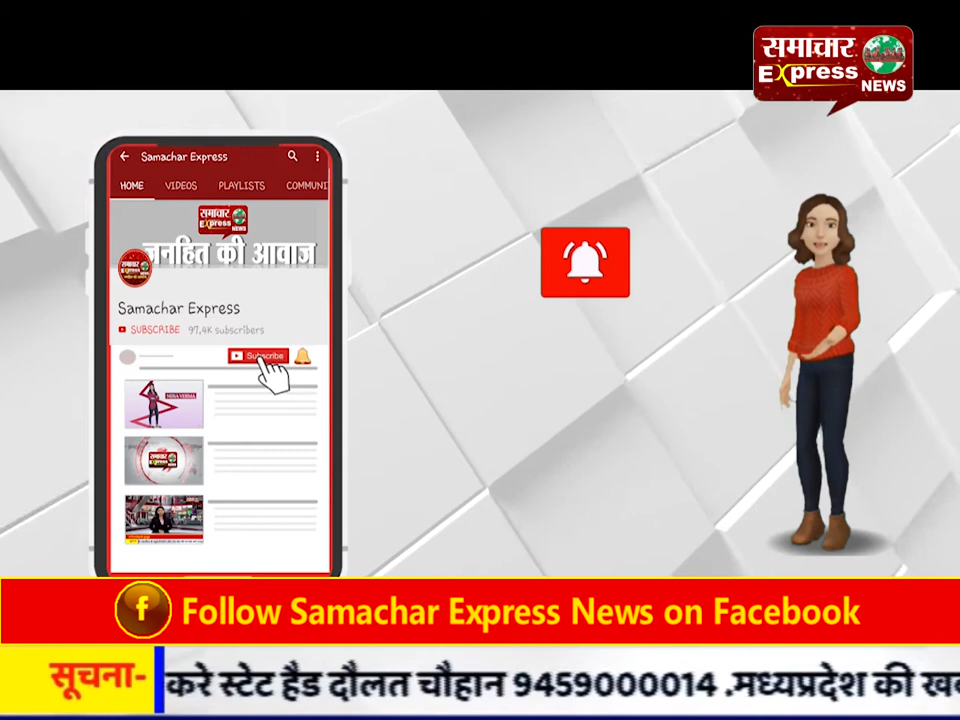 समाचार
Express
NEWS
Samachar Express
HOME VIDEOS PLAYLISTS COMMUNI
समाचार
Express
NEWS
जनहित की आवाज
Samachar Express
SUBSCRIBE 97.4K subscribers
Subscribe
f Follow Samachar Express News on Facebook
सूचना- करे स्टेट हैड दौलत चौहान 9459000014 .मध्यप्रदेश की खब